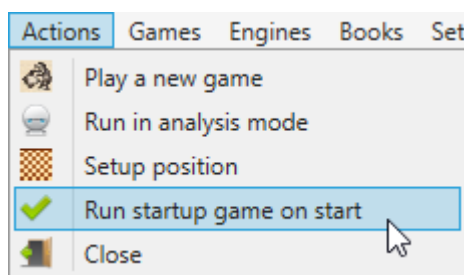 Actions Games Engines Books Set
Play a new game
Run in analysis mode
Setup position
Run startup game on start
Close